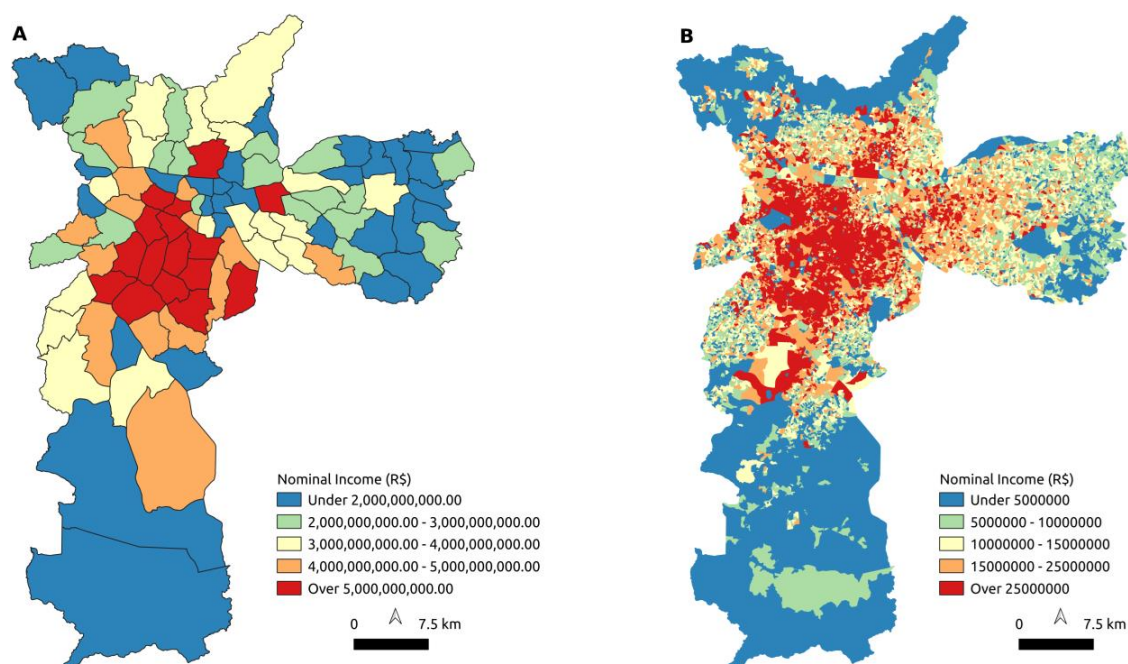 A
Nominal Income (R$)
Under 2,000,000,000.00
2,000,000,000.00 - 3,000,000,000.00
3,000,000,000.00 - 4,000,000,000.00
4,000,000,000.00 - 5,000,000,000.00
Over 5,000,000,000.00
0 7.5 km
B
Nominal Income (R$)
Under 5000000
5000000 - 10000000
10000000 - 15000000
15000000 - 25000000
Over 25000000
0 7.5 km